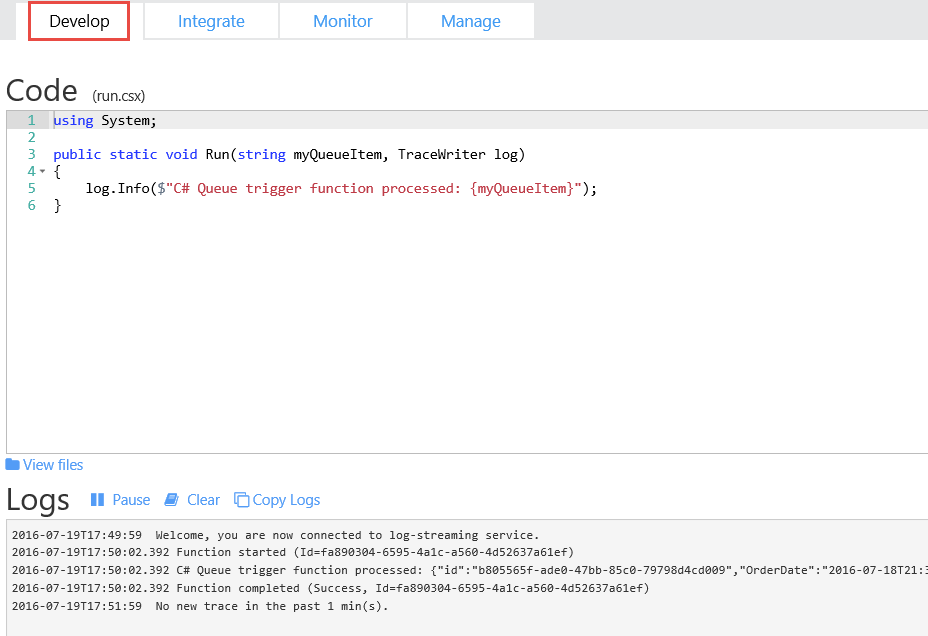 Develop Integrate Monitor Manage
Code (run.csx)
1 using System;
2
3 public static void Run(string myQueueItem, TraceWriter log)
4 {
5 log.Info($"C# Queue trigger function processed: {myQueueItem}");
6 }
View files
Logs Pause Clear Copy Logs
2016-07-19T17:49:59 Welcome, you are now connected to log-streaming service.
2016-07-19T17:50:02.392 Function started (Id=fa890304-6595-4a1c-a560-4d52637a61ef)
2016-07-19T17:50:02.392 C# Queue trigger function processed: {"id":"b805565f-ade0-47bb-85c0-79798d4cd009","OrderDate":"2016-07-18T21:3
2016-07-19T17:50:02.392 Function completed (Success, Id=fa890304-6595-4a1c-a560-4d52637a61ef)
2016-07-19T17:51:59 No new trace in the past 1 min(s).